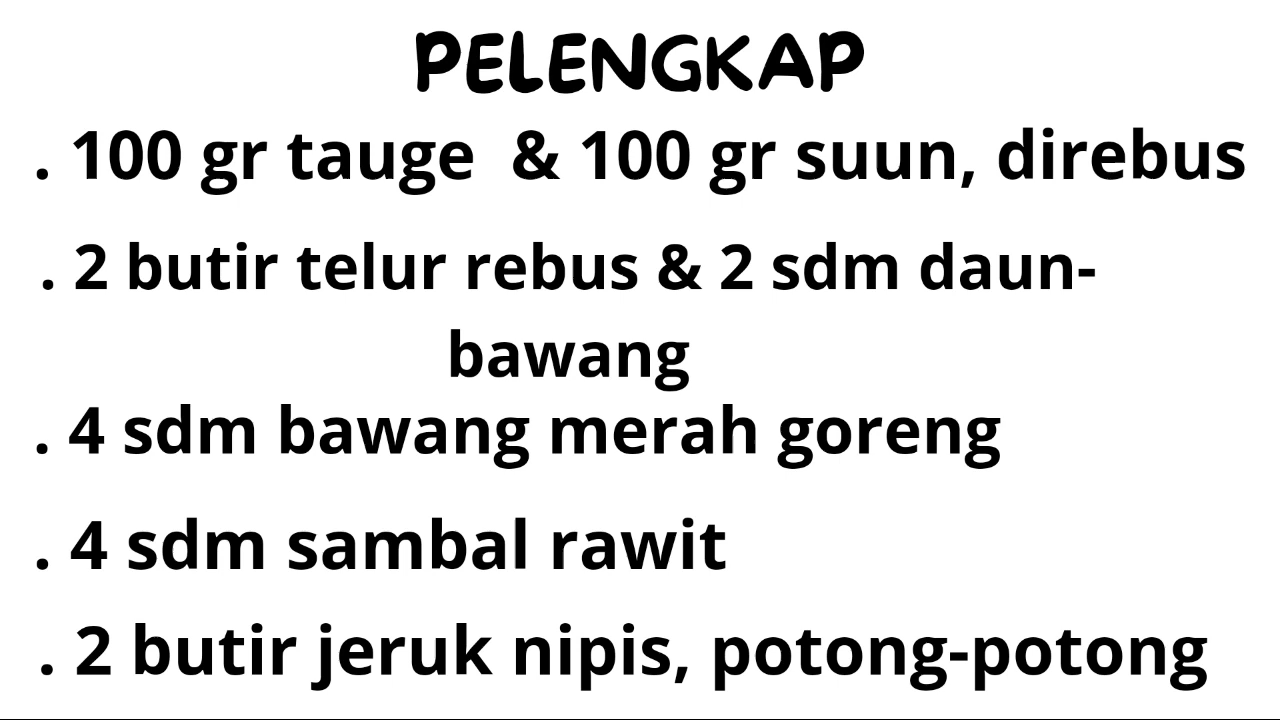 PELENGKAP
. 100 gr tauge & 100 gr suun, direbus
. 2 butir telur rebus & 2 sdm daun-
bawang
. 4 sdm bawang merah goreng
. 4 sdm sambal rawit
. 2 butir jeruk nipis, potong-potong